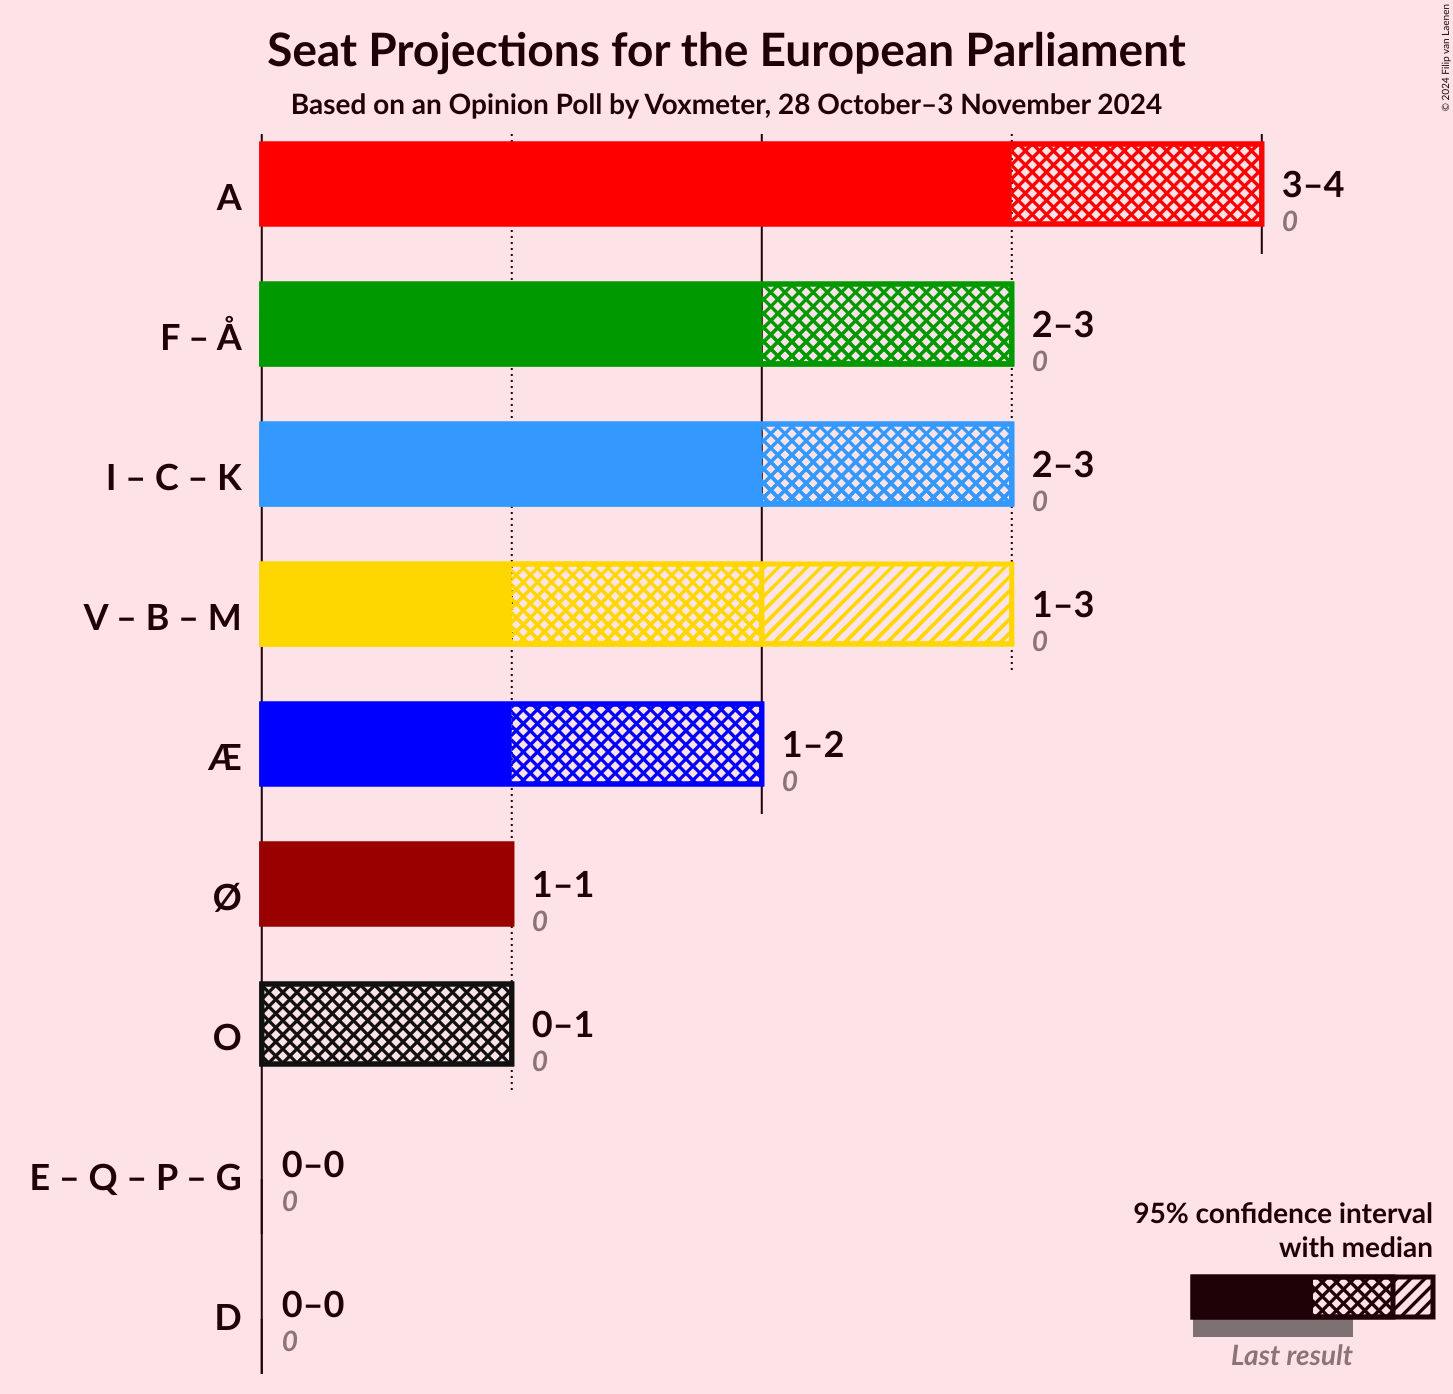 Seat Projections for the European Parliament
Based on an Opinion Poll by Voxmeter, 28 October–3 November 2024
© 2024 Filip van Laenen
A
3–4
0
F – Å
2–3
0
I – C – K
2–3
0
V – B – M
1–3
0
Æ
1–2
0
Ø
1–1
0
O
0–1
0
E – Q – P – G
0–0
0
D
0–0
0
95% confidence interval
with median
Last result